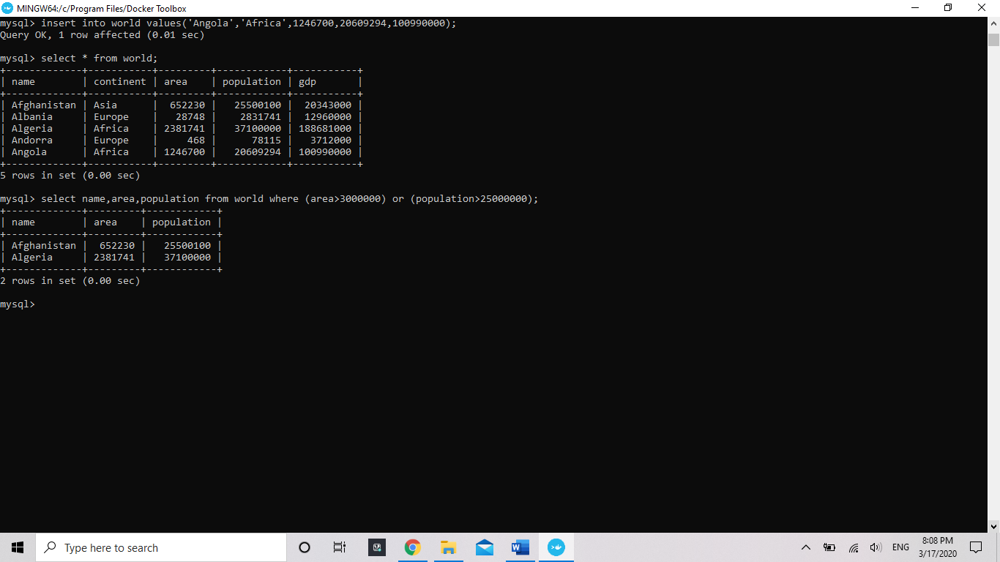 MINGW64:/c/Program Files/Docker Toolbox
mysql> insert into world values('Angola','Africa',1246700,20609294,100990000);
Query OK, 1 row affected (0.01 sec)

mysql> select * from world;
+-------------+-----------+---------+------------+-----------+
| name        | continent | area    | population | gdp       |
+-------------+-----------+---------+------------+-----------+
| Afghanistan | Asia      |  652230 |   25500100 |  20343000 |
| Albania     | Europe    |   28748 |    2831741 |  12960000 |
| Algeria     | Africa    | 2381741 |   37100000 | 188681000 |
| Andorra     | Europe    |     468 |      78115 |   3712000 |
| Angola      | Africa    | 1246700 |   20609294 | 100990000 |
+-------------+-----------+---------+------------+-----------+
5 rows in set (0.00 sec)

mysql> select name,area,population from world where (area>3000000) or (population>25000000);
+-------------+---------+------------+
| name        | area    | population |
+-------------+---------+------------+
| Afghanistan |  652230 |   25500100 |
| Algeria     | 2381741 |   37100000 |
+-------------+---------+------------+
2 rows in set (0.00 sec)

mysql>
Type here to search
ENG
8:08 PM
3/17/2020